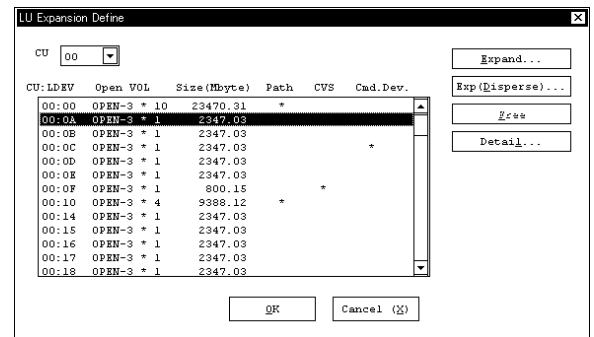 LU Expansion Define
CU 00
Expand...
CU:LDEV Open VOL Size(Mbyte) Path CVS Cmd.Dev.
Exp(Disperse)...
00:00 OPEN-3 * 10 23470.31 *
00:0A OPEN-3 * 1 2347.03
Free
00:0B OPEN-3 * 1 2347.03
00:0C OPEN-3 * 1 2347.03 *
Detail...
00:0D OPEN-3 * 1 2347.03
00:0E OPEN-3 * 1 2347.03
00:0F OPEN-3 * 1 800.15 *
00:10 OPEN-3 * 4 9388.12 *
00:14 OPEN-3 * 1 2347.03
00:15 OPEN-3 * 1 2347.03
00:16 OPEN-3 * 1 2347.03
00:17 OPEN-3 * 1 2347.03
00:18 OPEN-3 * 1 2347.03
OK Cancel (X)